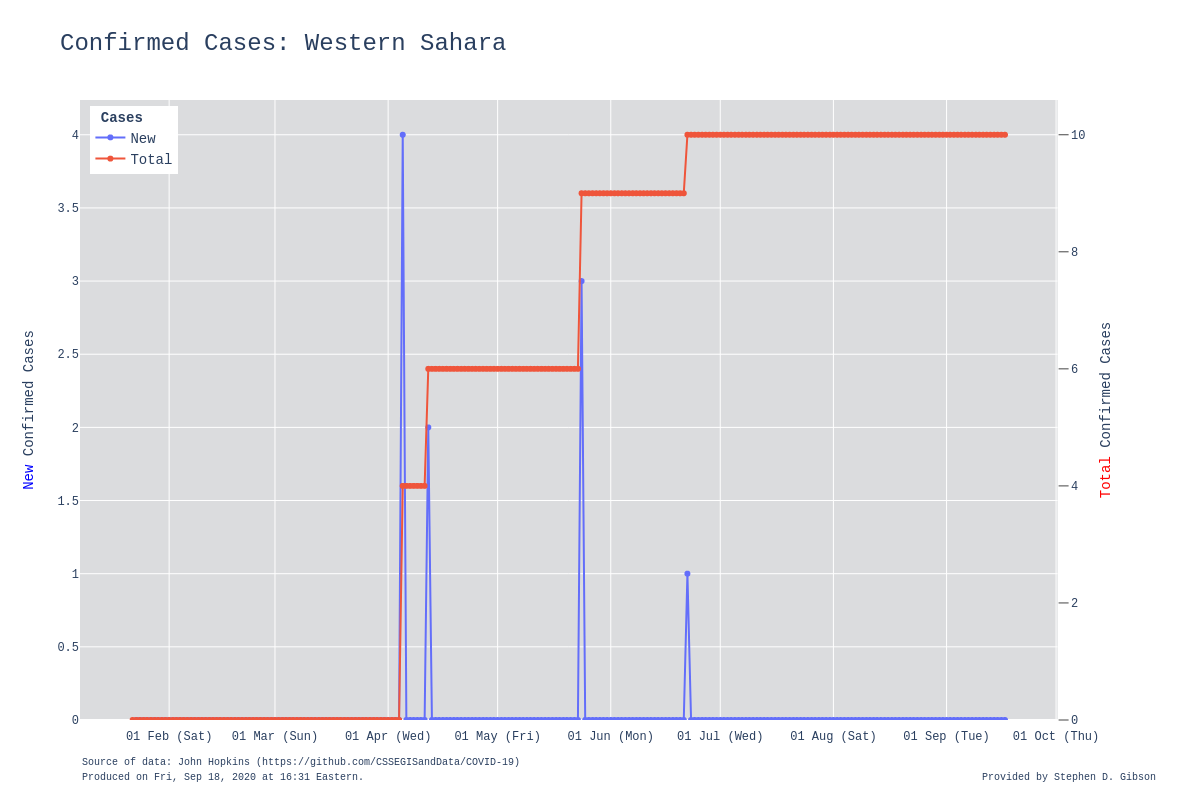 Confirmed Cases: Western Sahara
Cases
New
Total
4
3.5
3
2.5
2
1.5
1
0.5
0
10
8
6
4
2
0
New Confirmed Cases
Total Confirmed Cases
01 Feb (Sat) 01 Mar (Sun) 01 Apr (Wed) 01 May (Fri) 01 Jun (Mon) 01 Jul (Wed) 01 Aug (Sat) 01 Sep (Tue) 01 Oct (Thu)
Source of data: John Hopkins (https://github.com/CSSEGISandData/COVID-19)
Produced on Fri, Sep 18, 2020 at 16:31 Eastern.
Provided by Stephen D. Gibson